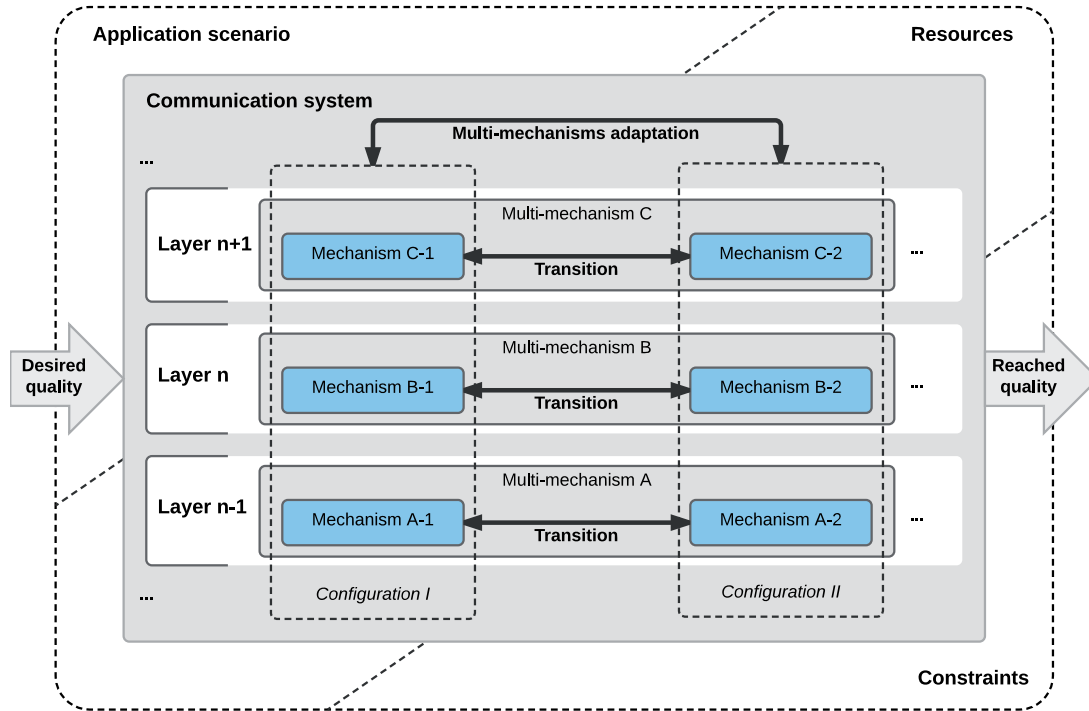 Application scenario
Resources
Communication system
Multi-mechanisms adaptation
...
Multi-mechanism C
Layer n+1
Mechanism C-1
Transition
Mechanism C-2
...
Desired
quality
Multi-mechanism B
Layer n
Mechanism B-1
Transition
Mechanism B-2
...
Reached
quality
Multi-mechanism A
Layer n-1
Mechanism A-1
Transition
Mechanism A-2
...
...
Configuration I
Configuration II
Constraints